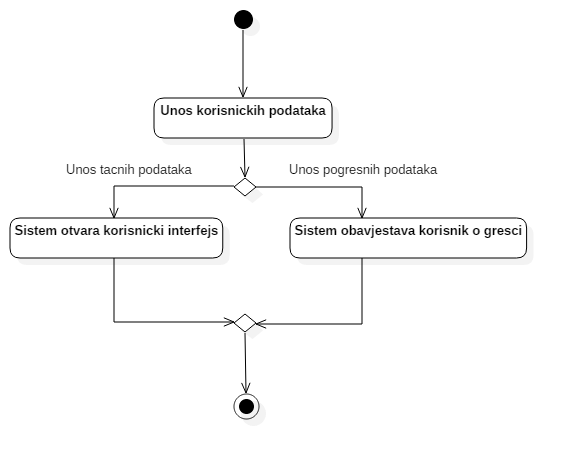 Unos korisnickih podataka
Unos tacnih podataka
Unos pogresnih podataka
Sistem otvara korisnicki interfejs
Sistem obavjestava korisnik o gresci